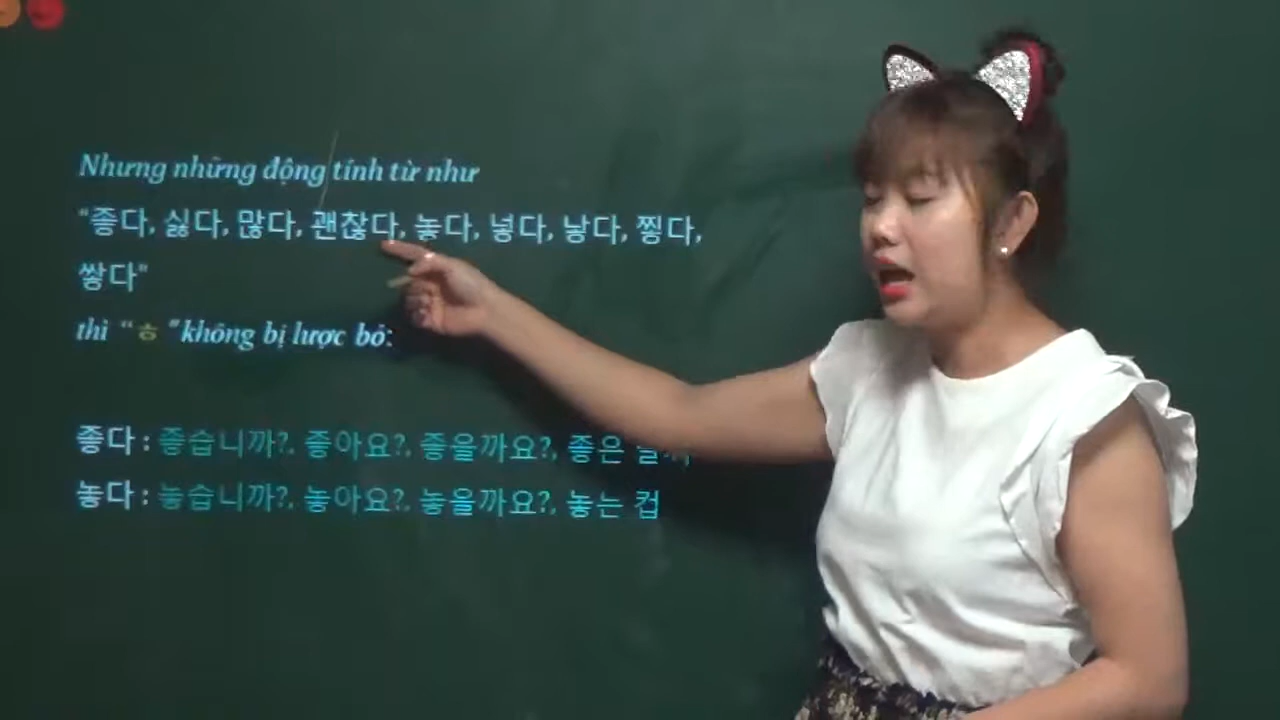 Nhưng những động tính từ như
"좋다, 싫다, 많다, 괜찮다, 놓다, 넣다, 낳다, 찧다,
쌓다"
thì "ㅎ" không bị lược bỏ:
좋다 : 좋습니까?, 좋아요?, 좋을까요?, 좋은
놓다 : 놓습니까?, 놓아요?, 놓을까요?, 놓는 컵